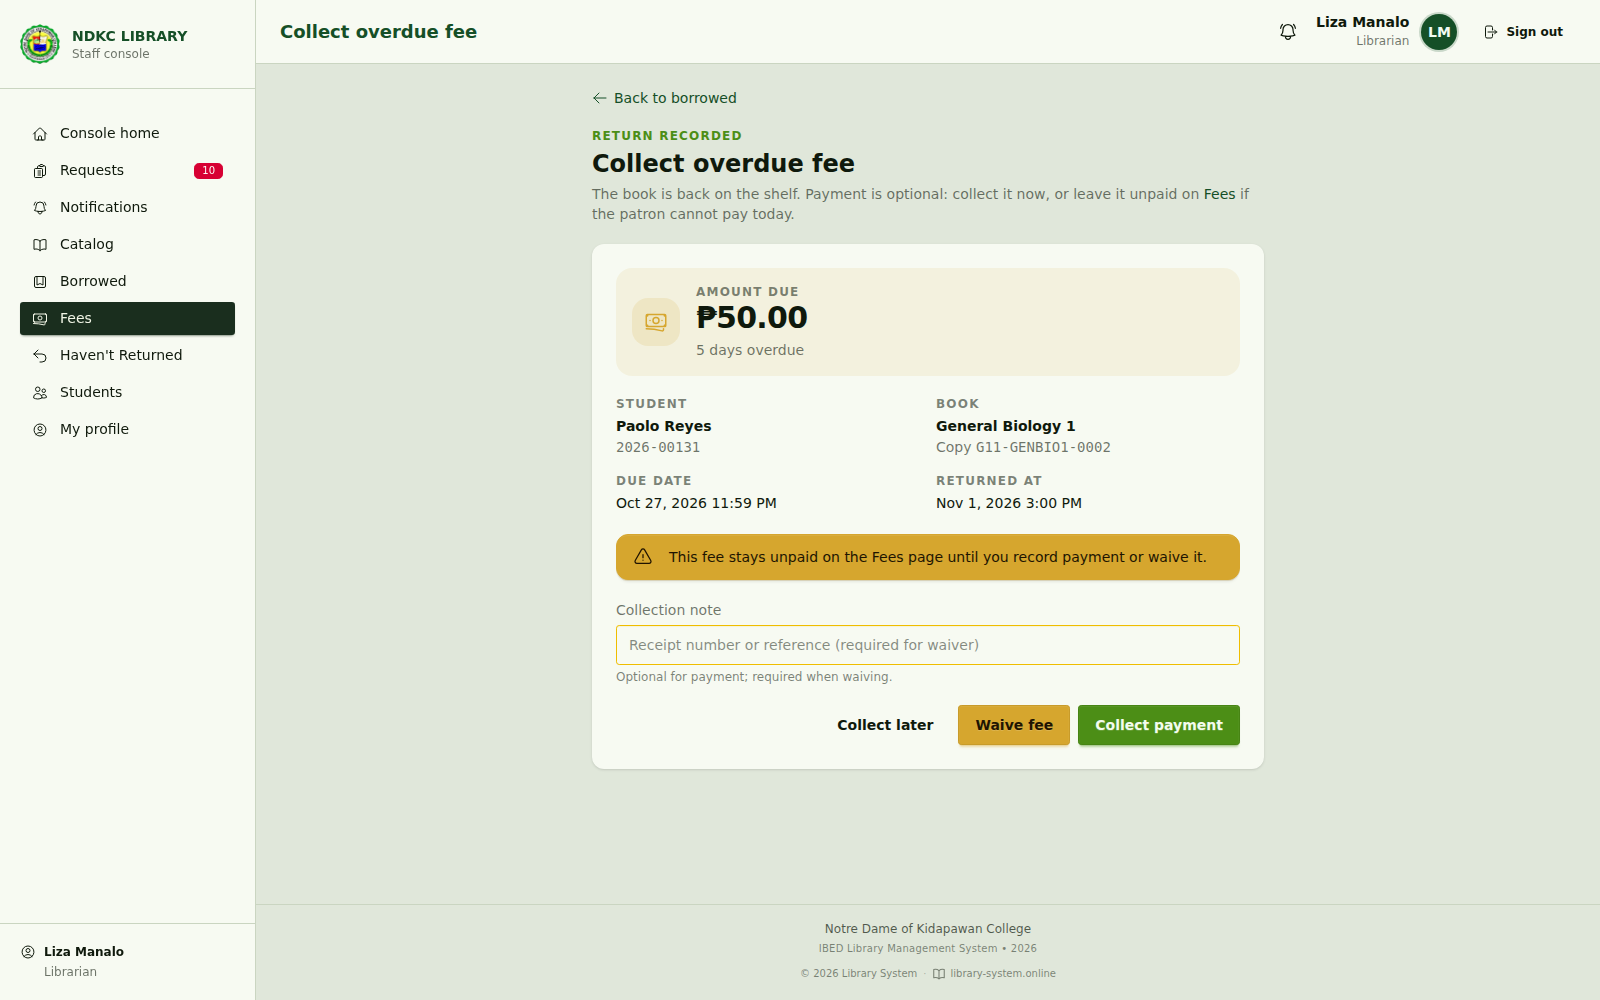 NDKC LIBRARY
Staff console
Console home
Requests 10
Notifications
Catalog
Borrowed
Fees
Haven't Returned
Students
My profile
Liza Manalo
Librarian
Collect overdue fee
Liza Manalo
Librarian
LM
Sign out
Back to borrowed
RETURN RECORDED
Collect overdue fee
The book is back on the shelf. Payment is optional: collect it now, or leave it unpaid on Fees if
the patron cannot pay today.
AMOUNT DUE
₱50.00
5 days overdue
STUDENT
Paolo Reyes
2026-00131
BOOK
General Biology 1
Copy G11-GENBIO1-0002
DUE DATE
Oct 27, 2026 11:59 PM
RETURNED AT
Nov 1, 2026 3:00 PM
This fee stays unpaid on the Fees page until you record payment or waive it.
Collection note
Receipt number or reference (required for waiver)
Optional for payment; required when waiving.
Collect later
Waive fee
Collect payment
Notre Dame of Kidapawan College
IBED Library Management System • 2026
© 2026 Library System · library-system.online